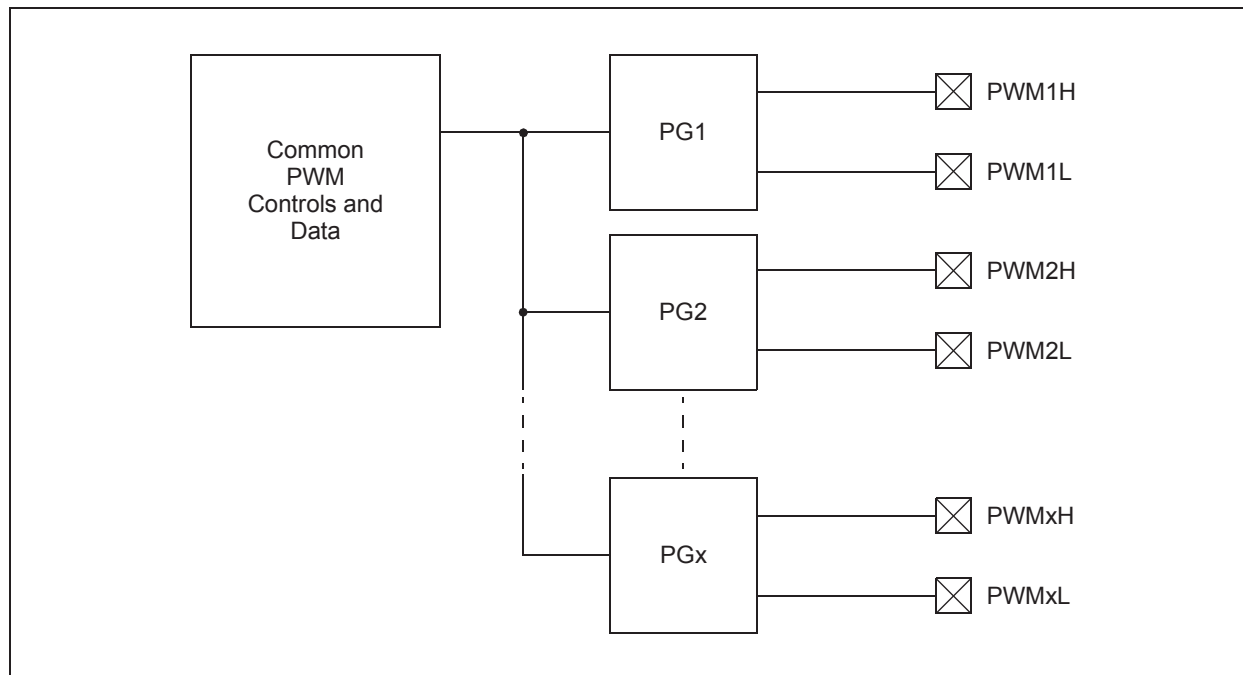 Common
PWM
Controls and
Data
PG1
PWM1H
PWM1L
PG2
PWM2H
PWM2L
PGx
PWMxH
PWMxL